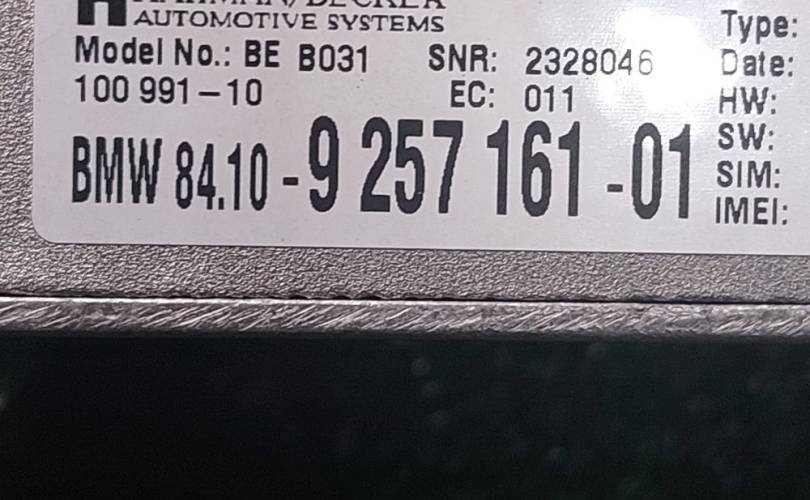 AUTOMOTIVE SYSTEMS
Model No.: BE B031 SNR: 2328046
100 991-10 EC: 011
BMW 84.10 - 9 257 161 - 01
Type:
Date:
HW:
SW:
SIM:
IMEI: